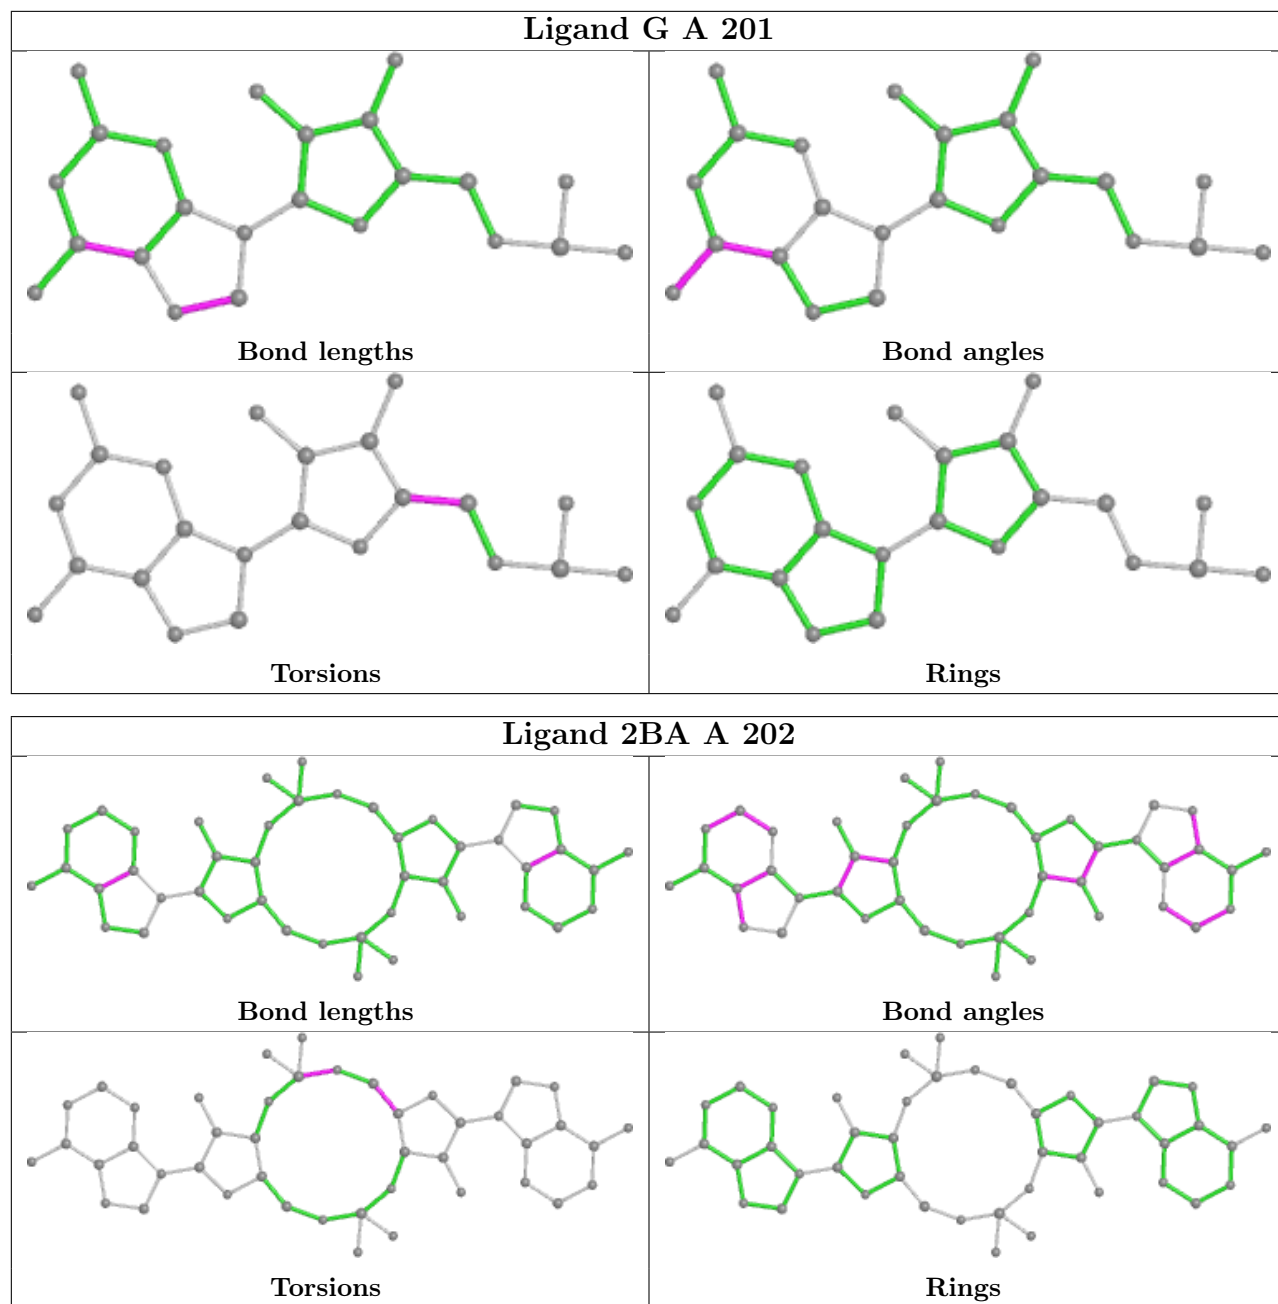 Ligand G A 201
Bond lengths
Bond angles
Torsions
Rings
Ligand 2BA A 202
Bond lengths
Bond angles
Torsions
Rings